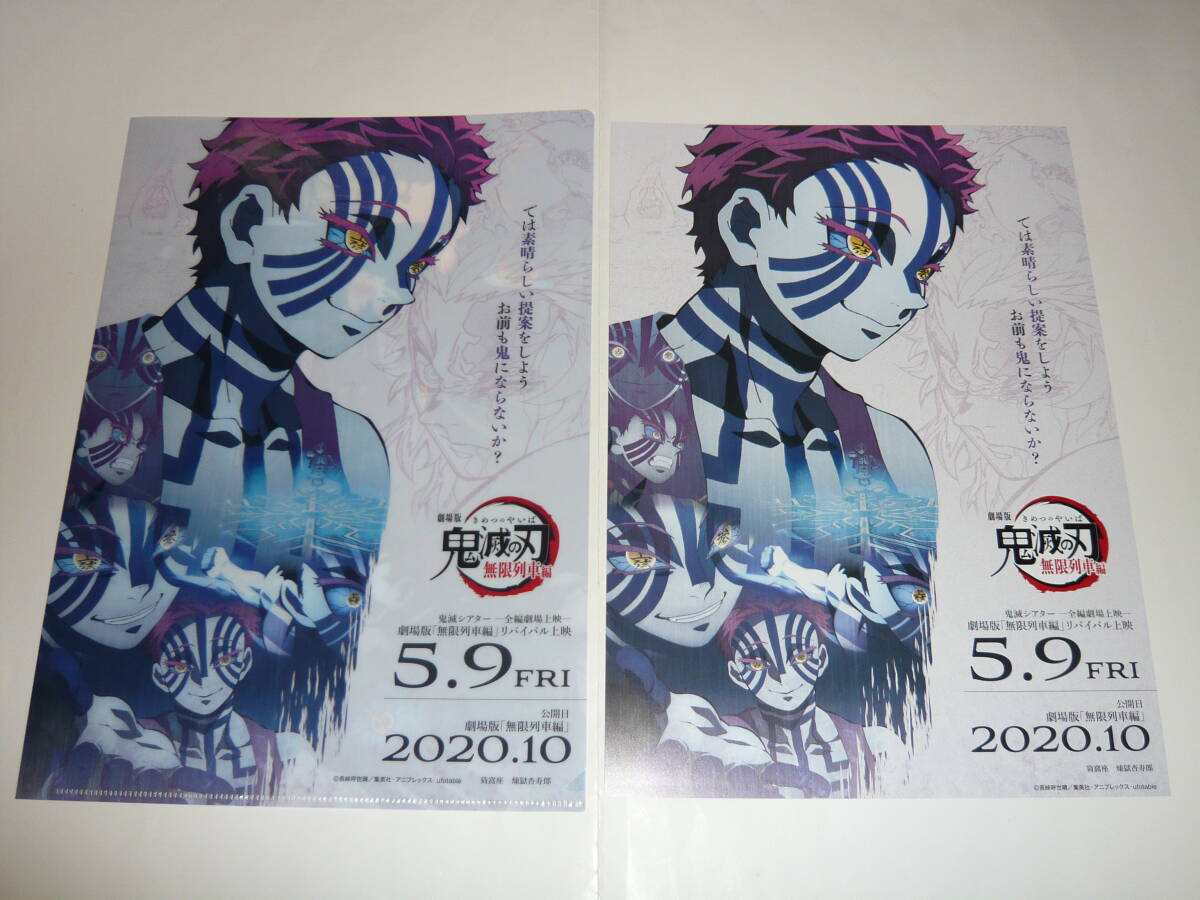 では素晴らしい提案をしよう
お前も鬼にならないか?
劇場版
きめつのやいば
鬼滅の刃
無限列車編
鬼滅シアター ―全編劇場上映―
劇場版「無限列車編」リバイバル上映
5.9 FRI
公開日
劇場版「無限列車編」
2020.10
猗窩座 煉獄杏寿郎
©吾峠呼世晴/集英社・アニプレックス・ufotable
では素晴らしい提案をしよう
お前も鬼にならないか?
劇場版
きめつのやいば
鬼滅の刃
無限列車編
鬼滅シアター ―全編劇場上映―
劇場版「無限列車編」リバイバル上映
5.9 FRI
公開日
劇場版「無限列車編」
2020.10
猗窩座 煉獄杏寿郎
©吾峠呼世晴/集英社・アニプレックス・ufotable